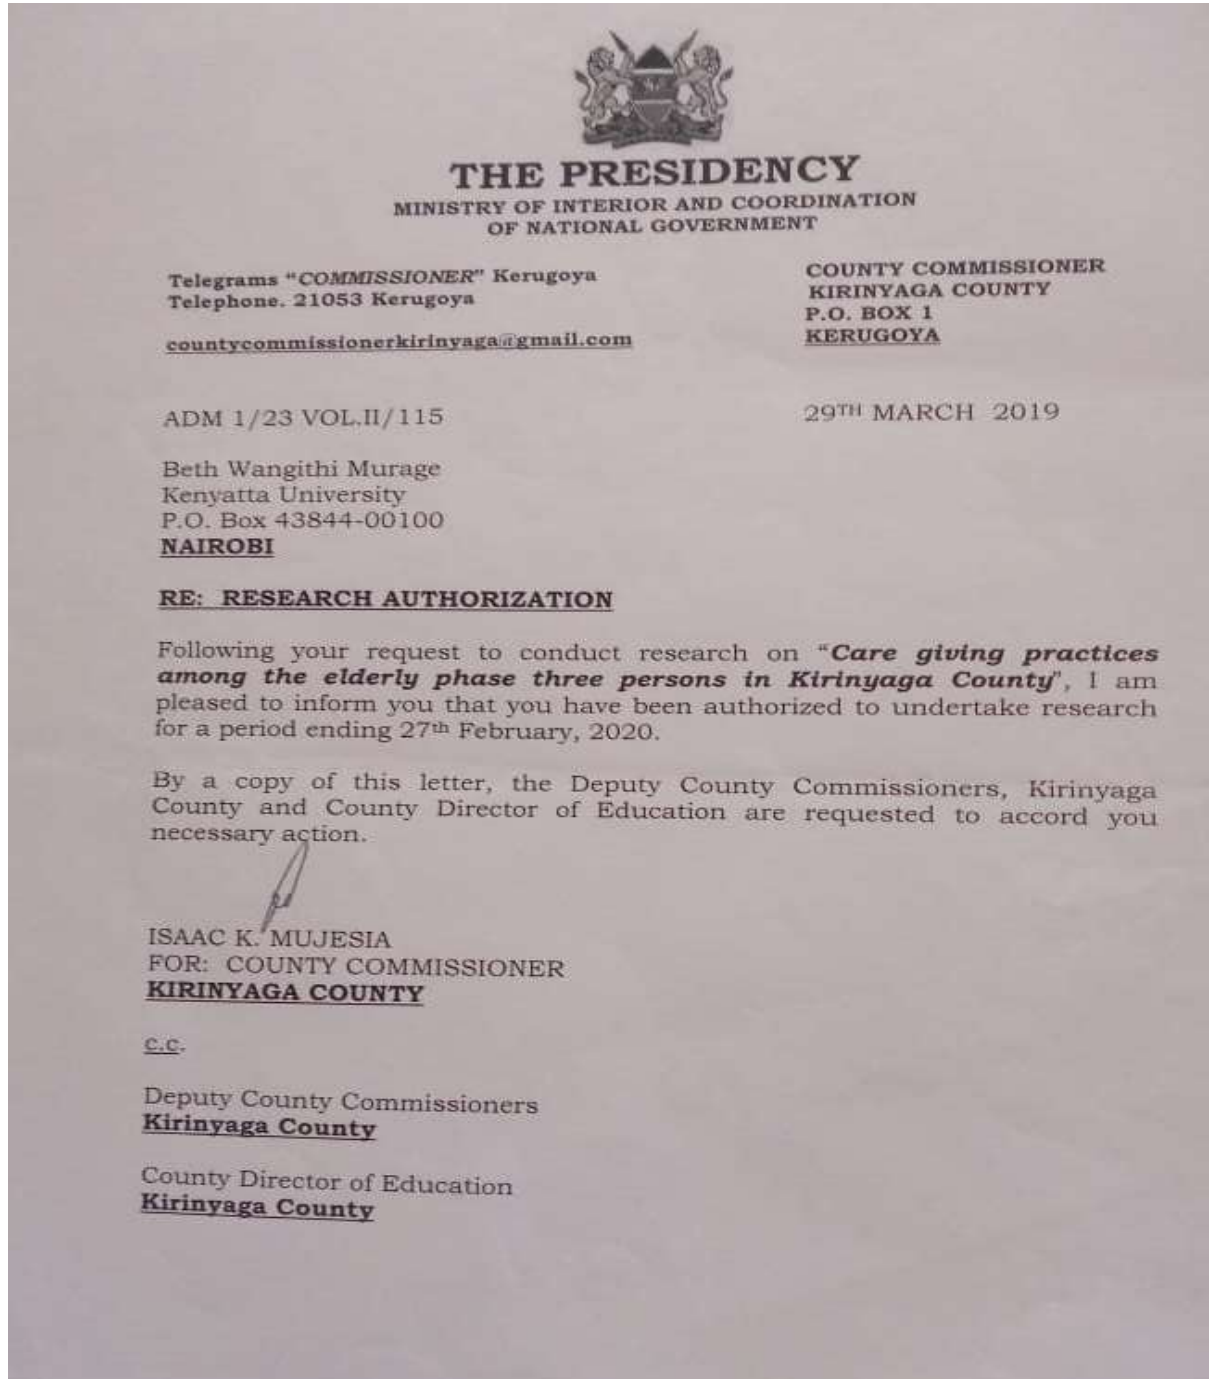 THE PRESIDENCY
MINISTRY OF INTERIOR AND COORDINATION
OF NATIONAL GOVERNMENT
Telegrams "COMMISSIONER" Kerugoya
Telephone. 21053 Kerugoya
countycommissionerkirinyaga@gmail.com
COUNTY COMMISSIONER
KIRINYAGA COUNTY
P.O. BOX 1
KERUGOYA
ADM 1/23 VOL.II/115
29TH MARCH 2019
Beth Wangithi Murage
Kenyatta University
P.O. Box 43844-00100
NAIROBI
RE: RESEARCH AUTHORIZATION
Following your request to conduct research on "Care giving practices
among the elderly phase three persons in Kirinyaga County", I am
pleased to inform you that you have been authorized to undertake research
for a period ending 27th February, 2020.
By a copy of this letter, the Deputy County Commissioners, Kirinyaga
County and County Director of Education are requested to accord you
necessary action.
ISAAC K. MUJESIA
FOR: COUNTY COMMISSIONER
KIRINYAGA COUNTY
c.c.
Deputy County Commissioners
Kirinyaga County
County Director of Education
Kirinyaga County